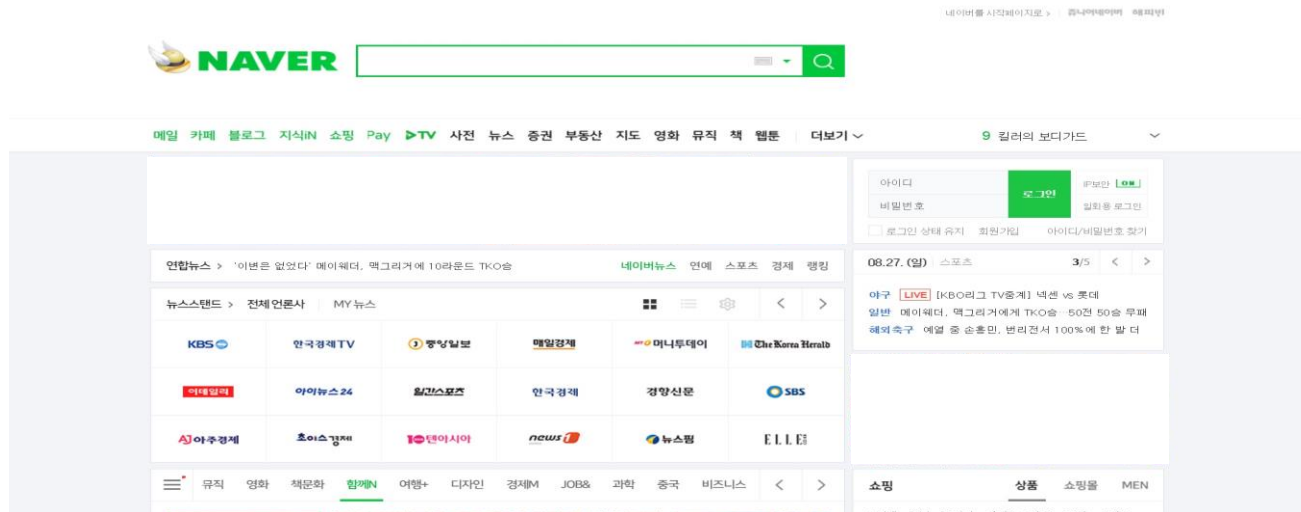 네이버를 시작페이지로 > 쥬니어네이버 해피빈
NAVER
메일 카페 블로그 지식iN 쇼핑 Pay TV 사전 뉴스 증권 부동산 지도 영화 뮤직 책 웹툰 더보기 9 킬러의 보디가드
아이디 로그인 IP보안 ON
비밀번호 일회용 로그인
로그인 상태 유지 회원가입 아이디/비밀번호 찾기
연합뉴스 > '이변은 없었다' 메이웨더, 맥그리거에 10라운드 TKO승 네이버뉴스 연예 스포츠 경제 랭킹
08.27. (일) 스포츠 3/5 < >
뉴스스탠드 > 전체 언론사 MY 뉴스 < >
야구 LIVE [KBO리그 TV중계] 넥센 vs 롯데
일반 메이웨더, 맥그리거에게 TKO승…50전 50승 무패
해외축구 예열 중 손흥민, 번리전서 100%에 한 발 더
KBS 한국경제TV 중앙일보 매일경제 머니투데이 The Korea Herald
이데일리 아이뉴스24 일간스포츠 한국경제 경향신문 SBS
AJ아주경제 초이스경제 10텐아시아 news1 뉴스핌 ELLE
뮤직 영화 책문화 함께N 여행+ 디자인 경제M JOB& 과학 중국 비즈니스 < >
쇼핑 상품 쇼핑몰 MEN